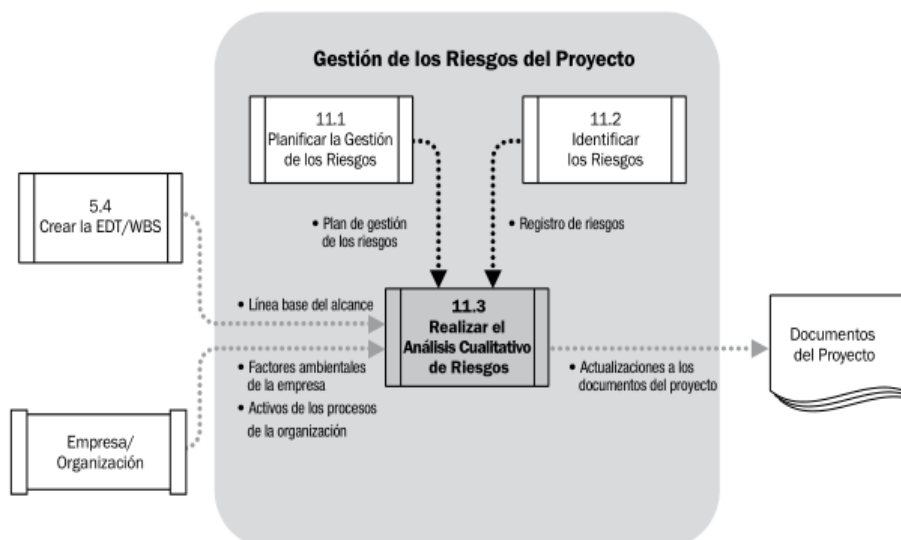 Gestión de los Riesgos del Proyecto
11.1
Planificar la Gestión
de los Riesgos
11.2
Identificar
los Riesgos
5.4
Crear la EDT/WBS
• Plan de gestión
de los riesgos
• Registro de riesgos
• Línea base del alcance
11.3
Realizar el
Análisis Cualitativo
de Riesgos
Documentos
del Proyecto
• Factores ambientales
de la empresa
• Activos de los procesos
de la organización
• Actualizaciones a los
documentos del proyecto
Empresa/
Organización